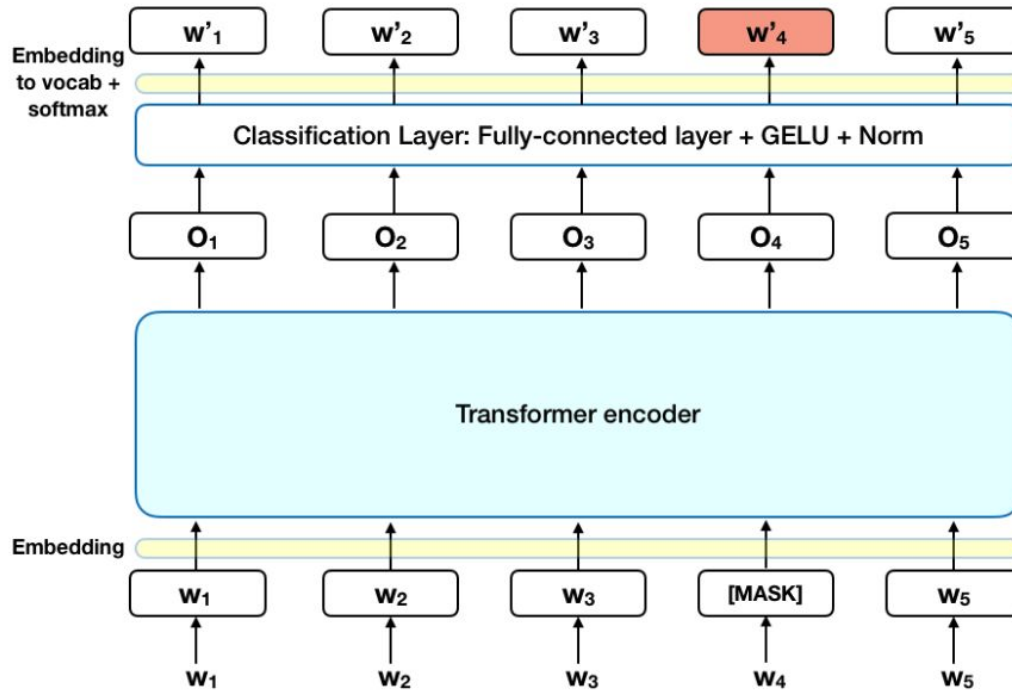 w'₁ w'₂ w'₃ w'₄ w'₅
Embedding
to vocab +
softmax
Classification Layer: Fully-connected layer + GELU + Norm
O₁ O₂ O₃ O₄ O₅
Transformer encoder
Embedding
w₁ w₂ w₃ [MASK] w₅
w₁ w₂ w₃ w₄ w₅